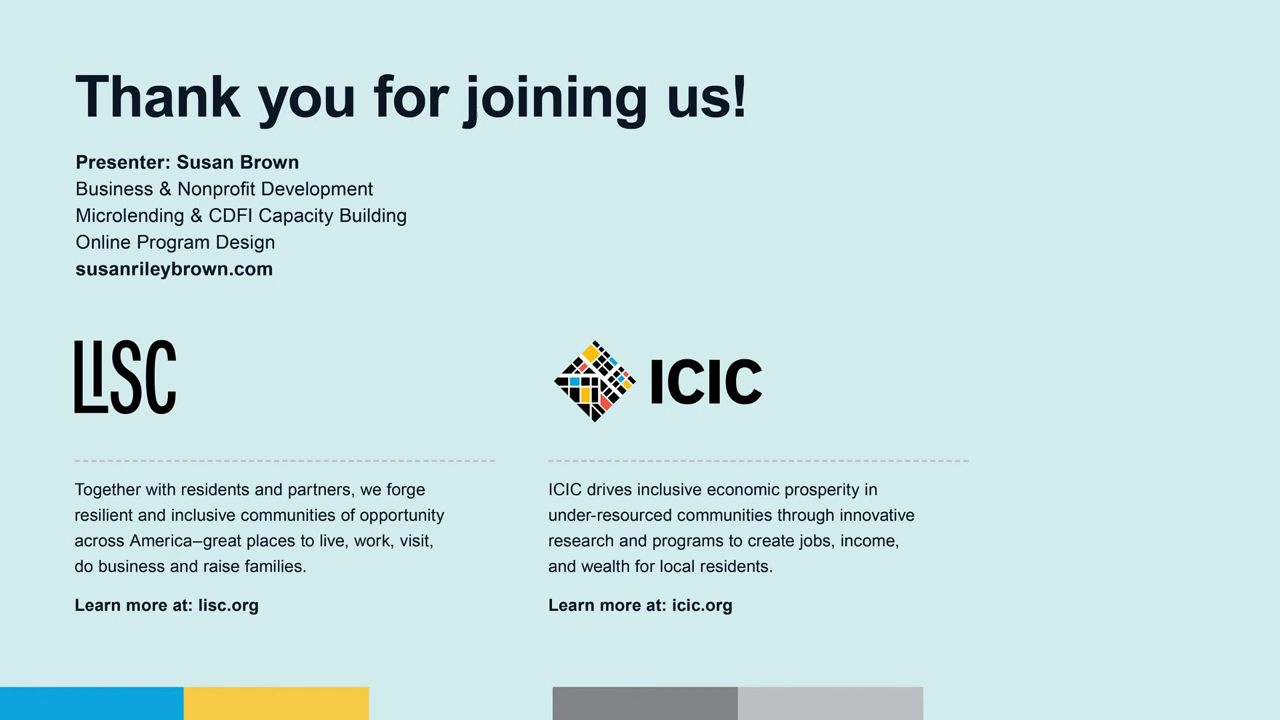 Thank you for joining us!
Presenter: Susan Brown
Business & Nonprofit Development
Microlending & CDFI Capacity Building
Online Program Design
susanrileybrown.com
LISC
Together with residents and partners, we forge
resilient and inclusive communities of opportunity
across America–great places to live, work, visit,
do business and raise families.
Learn more at: lisc.org
ICIC
ICIC drives inclusive economic prosperity in
under-resourced communities through innovative
research and programs to create jobs, income,
and wealth for local residents.
Learn more at: icic.org